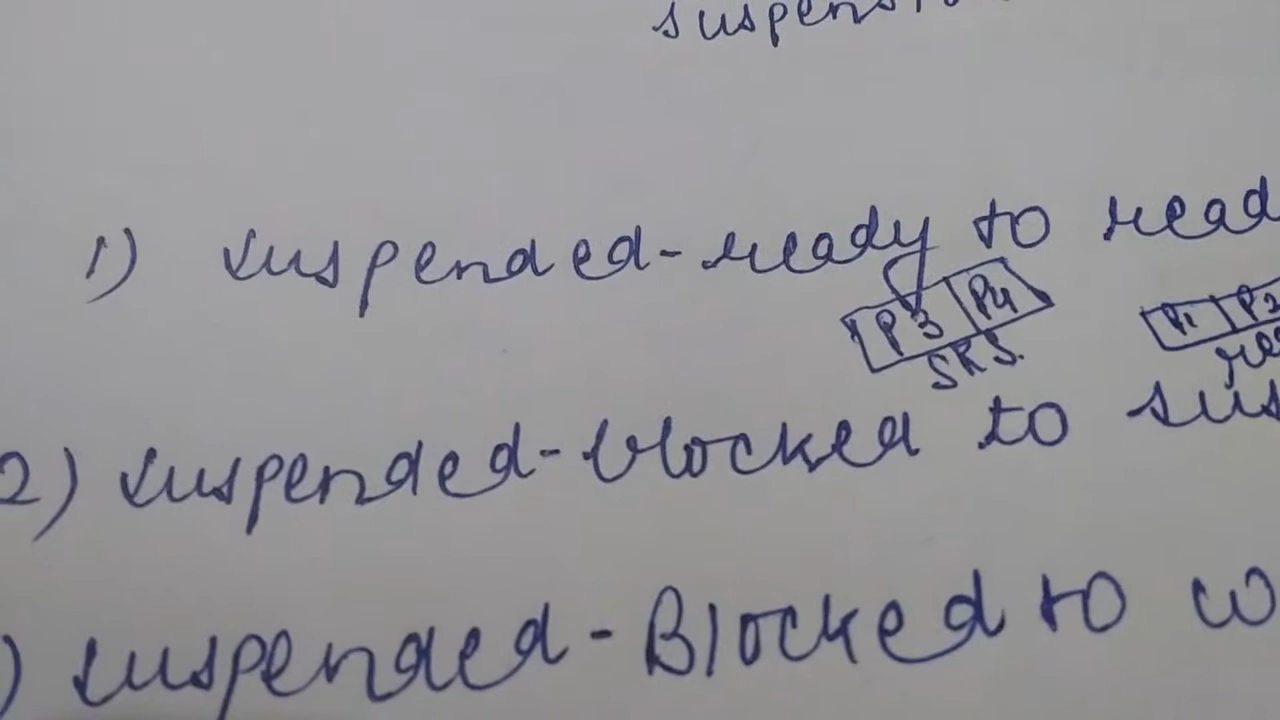 suspensio
1) suspended-ready to read
P3 P4 P1 P2
SRS. re
2) suspended-blocked to sus
) suspended-Blocked to w